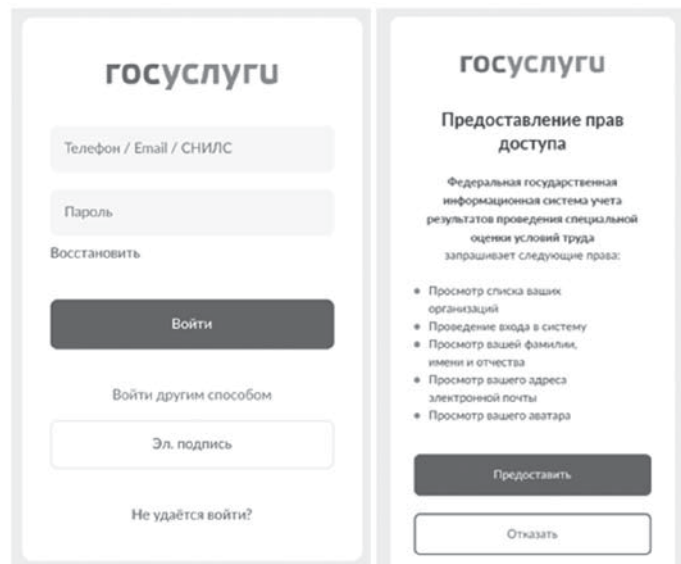 госуслуги
Телефон / Email / СНИЛС
Пароль
Восстановить
Войти
Войти другим способом
Эл. подпись
Не удаётся войти?
госуслуги
Предоставление прав
доступа
Федеральная государственная
информационная система учета
результатов проведения специальной
оценки условий труда
запрашивает следующие права:
Просмотр списка ваших
организаций
Проведение входа в систему
Просмотр вашей фамилии,
имени и отчества
Просмотр вашего адреса
электронной почты
Просмотр вашего аватара
Предоставить
Отказать